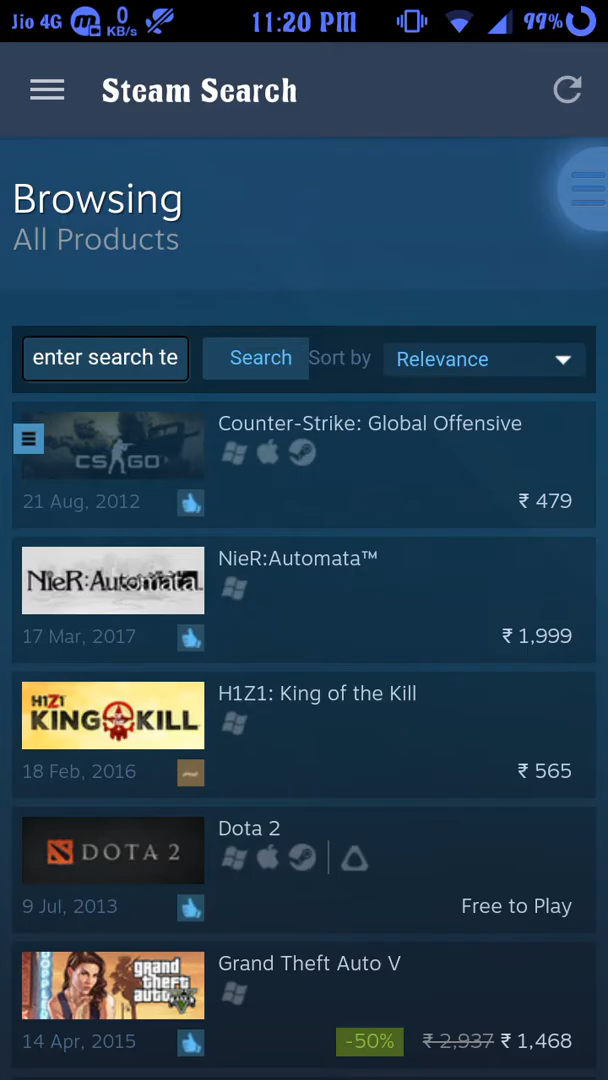 Jio 4G 0 KB/s 11:20 PM 99%
Steam Search
Browsing
All Products
enter search te Search Sort by Relevance
CS GO
Counter-Strike: Global Offensive
21 Aug, 2012 ₹ 479
NieR:Automata
NieR:Automata™
17 Mar, 2017 ₹ 1,999
H1Z1
KING KILL
H1Z1: King of the Kill
18 Feb, 2016 ~ ₹ 565
DOTA 2
Dota 2
9 Jul, 2013 Free to Play
grand
theft
auto V
Grand Theft Auto V
14 Apr, 2015 -50% ₹ 2,937 ₹ 1,468